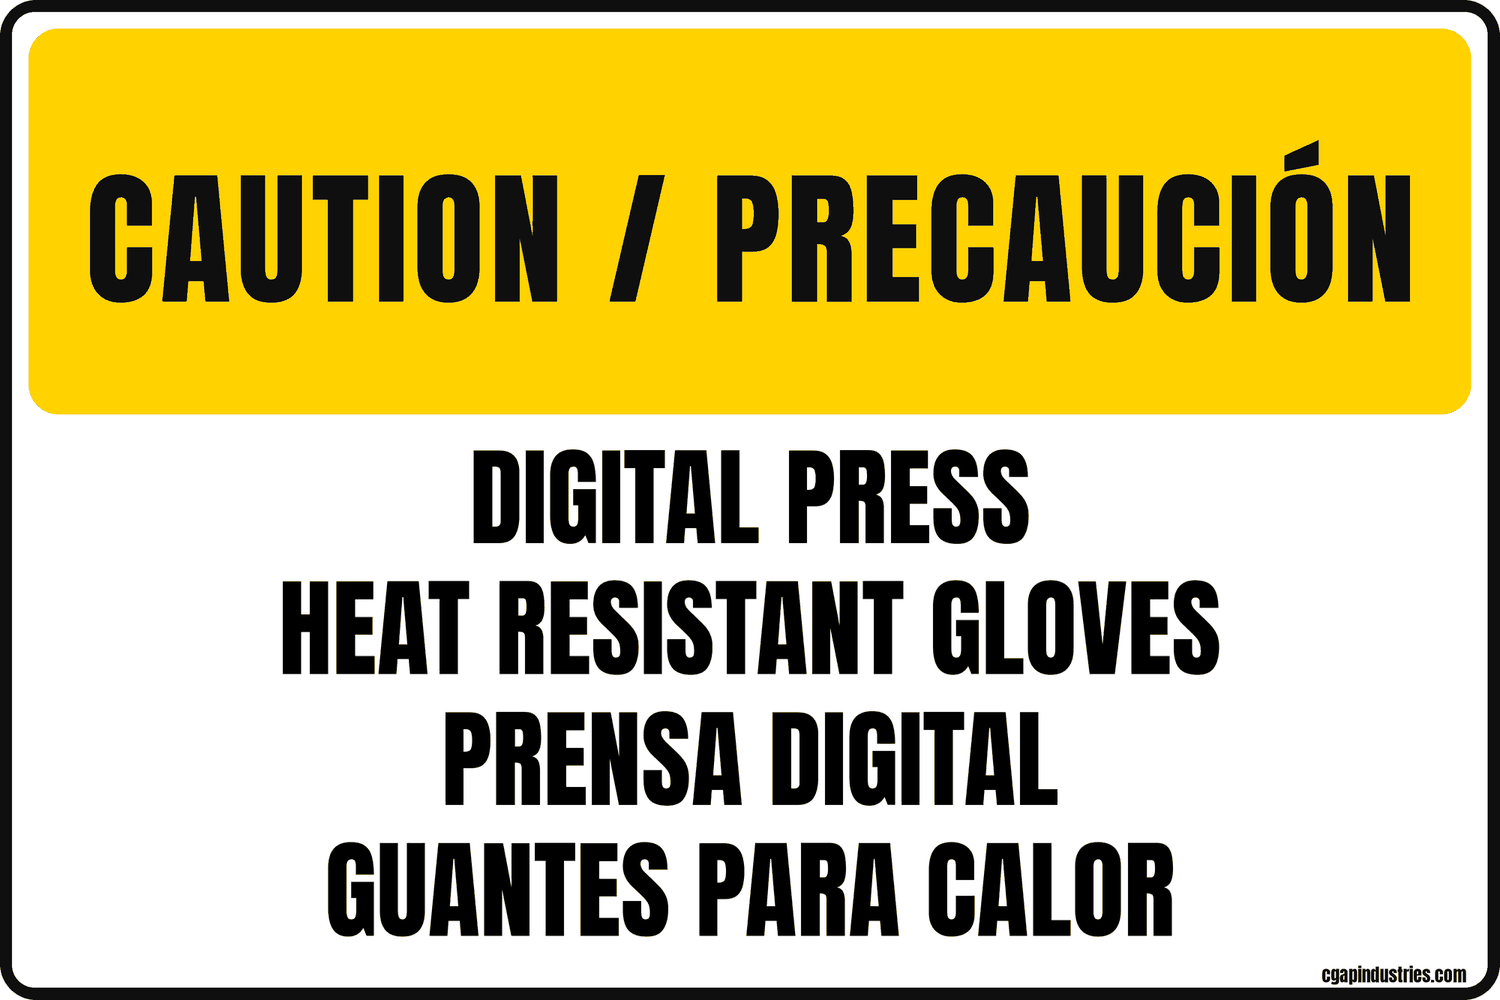 CAUTION / PRECAUCIÓN
DIGITAL PRESS
HEAT RESISTANT GLOVES
PRENSA DIGITAL
GUANTES PARA CALOR
cgapindustries.com